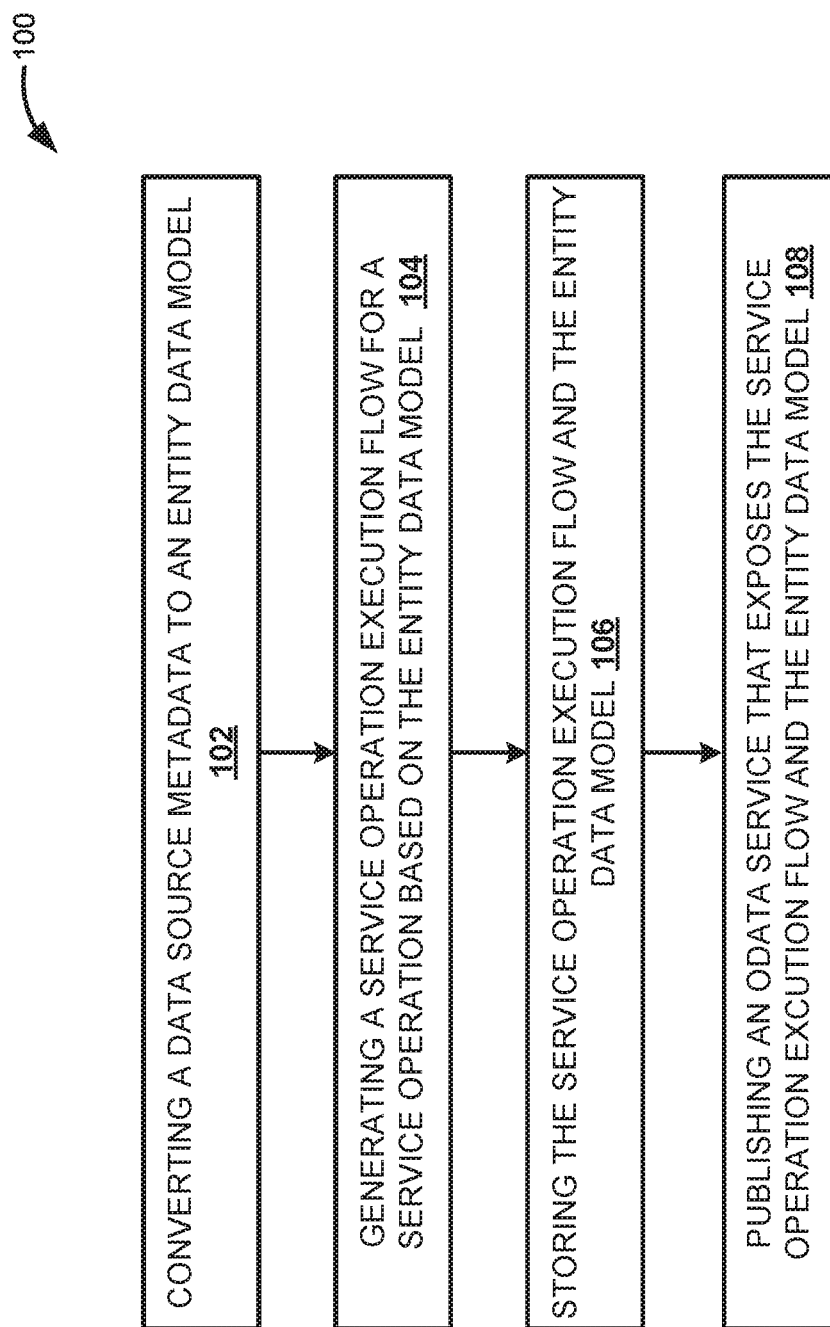 100
CONVERTING A DATA SOURCE METADATA TO AN ENTITY DATA MODEL
102
GENERATING A SERVICE OPERATION EXECUTION FLOW FOR A
SERVICE OPERATION BASED ON THE ENTITY DATA MODEL 104
STORING THE SERVICE OPERATION EXECUTION FLOW AND THE ENTITY
DATA MODEL 106
PUBLISHING AN ODATA SERVICE THAT EXPOSES THE SERVICE
OPERATION EXCUTION FLOW AND THE ENTITY DATA MODEL 108